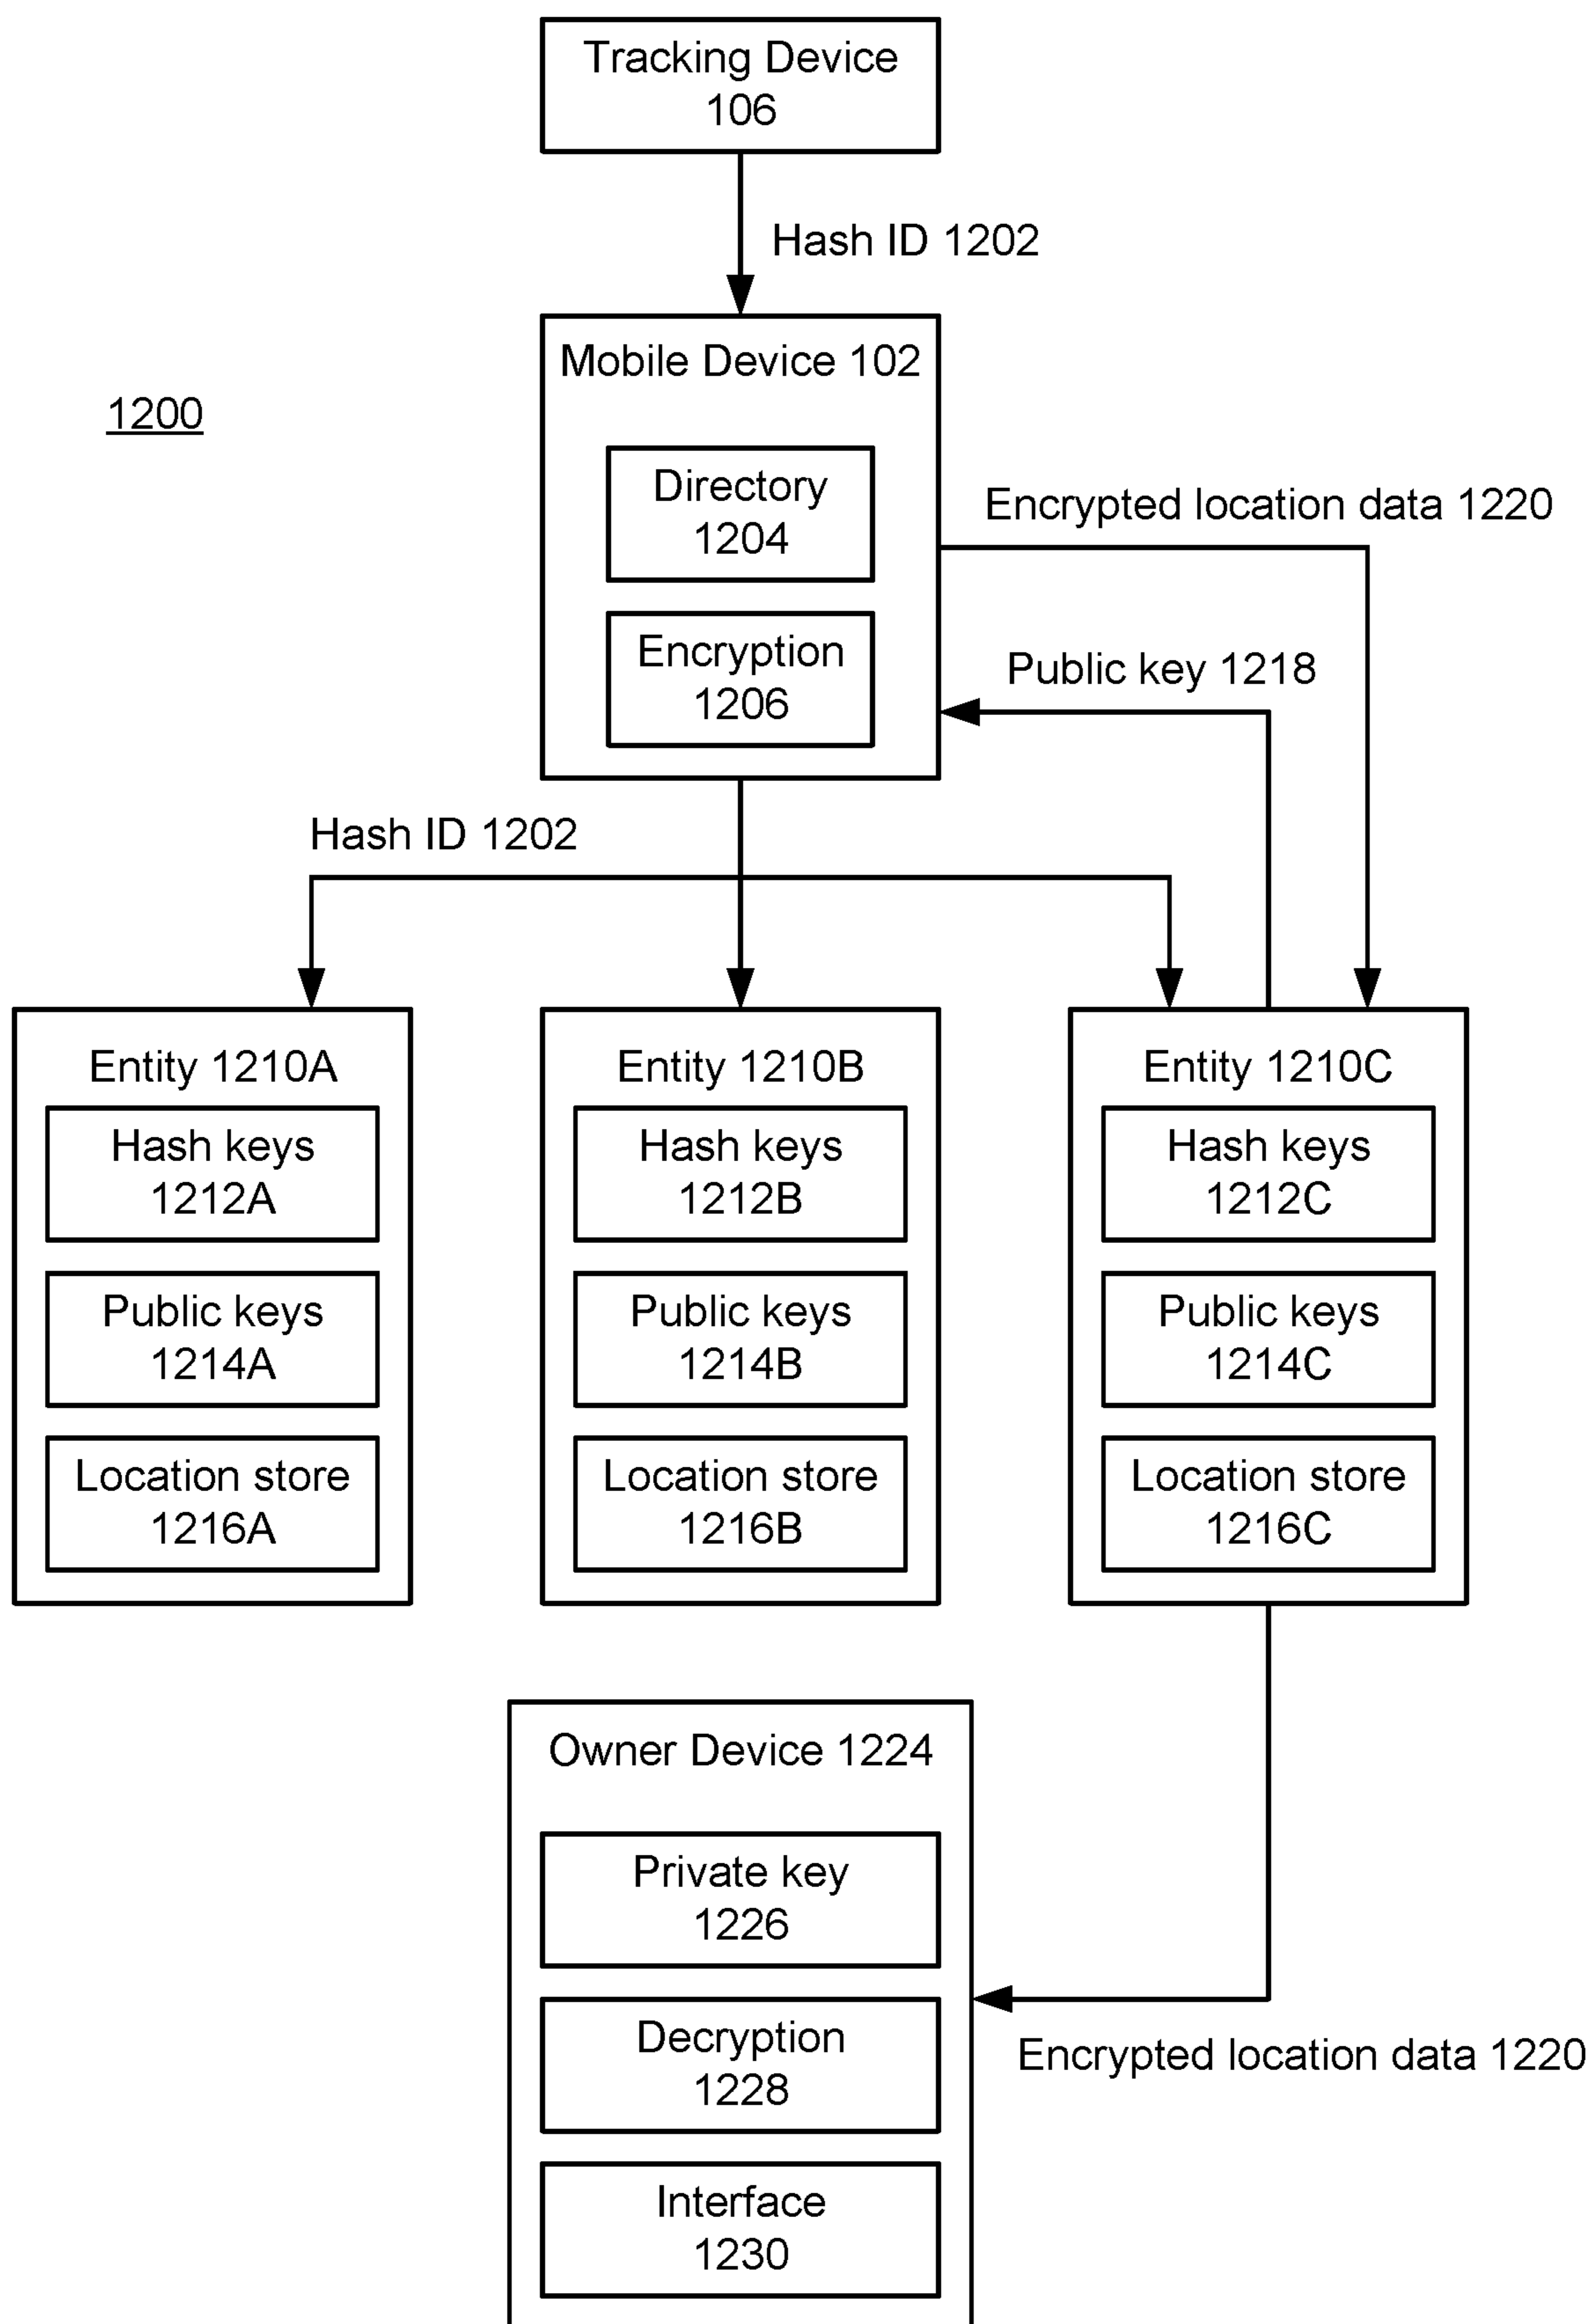 Tracking Device
106
Hash ID 1202
Mobile Device 102
1200
Directory
1204
Encrypted location data 1220
Encryption
1206
Public key 1218
Hash ID 1202
Entity 1210A
Hash keys
1212A
Public keys
1214A
Location store
1216A
Entity 1210B
Hash keys
1212B
Public keys
1214B
Location store
1216B
Entity 1210C
Hash keys
1212C
Public keys
1214C
Location store
1216C
Owner Device 1224
Private key
1226
Decryption
1228
Encrypted location data 1220
Interface
1230